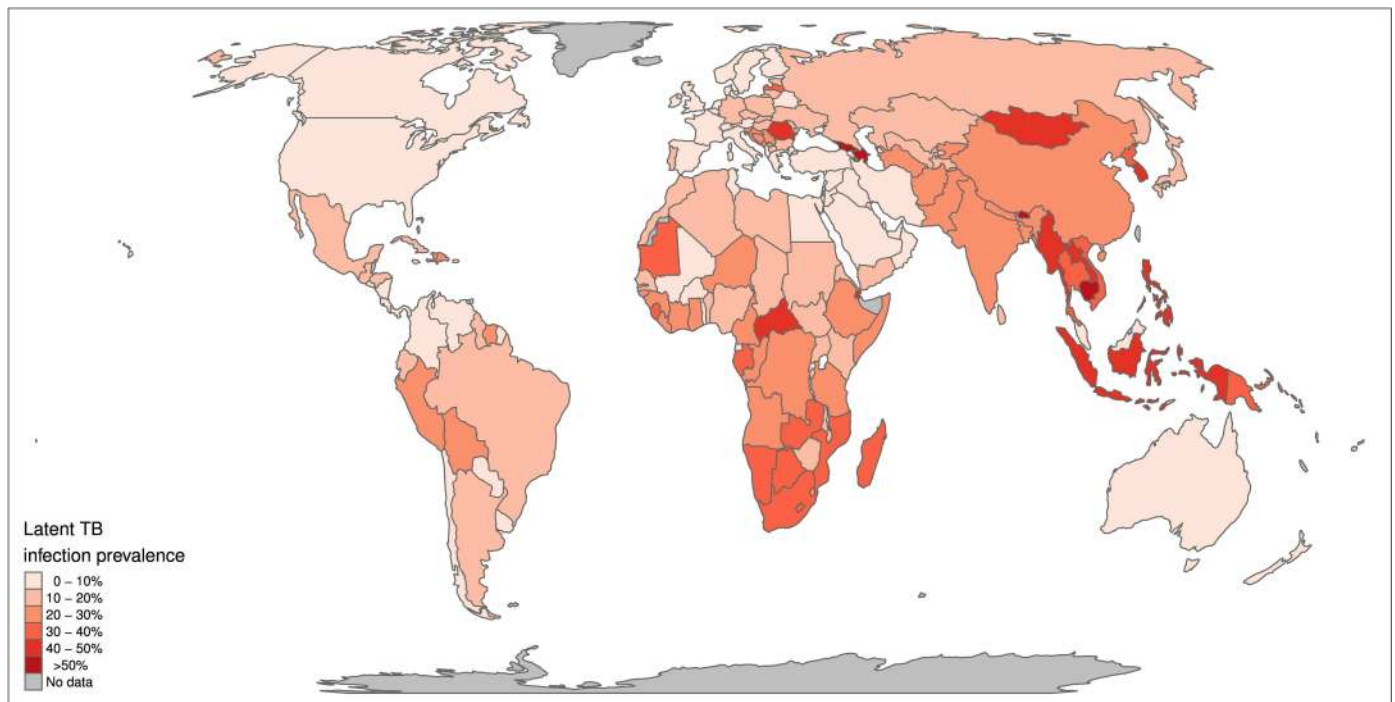 Latent TB
infection prevalence
0 – 10%
10 – 20%
20 – 30%
30 – 40%
40 – 50%
>50%
No data